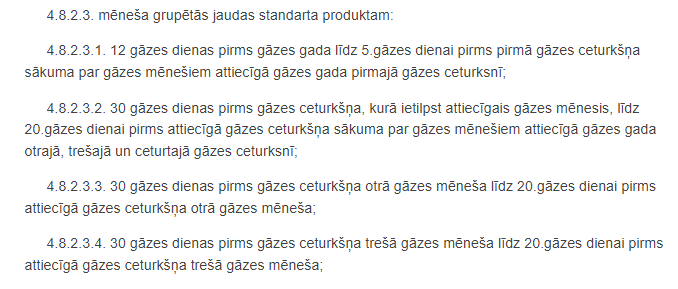 4.8.2.3. mēneša grupētās jaudas standarta produktam:
4.8.2.3.1. 12 gāzes dienas pirms gāzes gada līdz 5.gāzes dienai pirms pirmā gāzes ceturkšņa
sākuma par gāzes mēnešiem attiecīgā gāzes gada pirmajā gāzes ceturksnī;
4.8.2.3.2. 30 gāzes dienas pirms gāzes ceturkšņa, kurā ietilpst attiecīgais gāzes mēnesis, līdz
20.gāzes dienai pirms attiecīgā gāzes ceturkšņa sākuma par gāzes mēnešiem attiecīgā gāzes gada
otrajā, trešajā un ceturtajā gāzes ceturksnī;
4.8.2.3.3. 30 gāzes dienas pirms gāzes ceturkšņa otrā gāzes mēneša līdz 20.gāzes dienai pirms
attiecīgā gāzes ceturkšņa otrā gāzes mēneša;
4.8.2.3.4. 30 gāzes dienas pirms gāzes ceturkšņa trešā gāzes mēneša līdz 20.gāzes dienai pirms
attiecīgā gāzes ceturkšņa trešā gāzes mēneša;